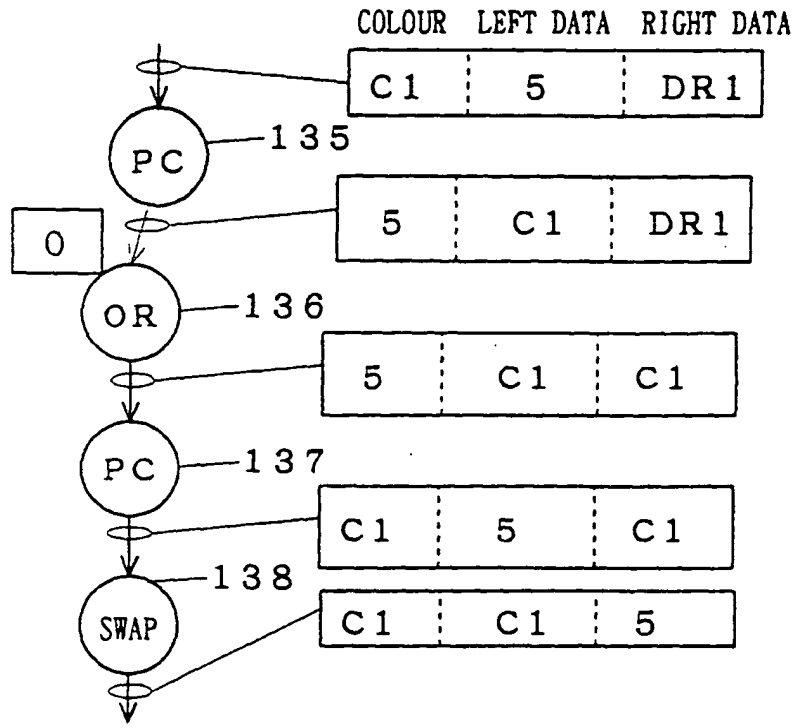 COLOUR LEFT DATA RIGHT DATA
C1 5 DR1
PC 135
5 C1 DR1
0
OR 136
5 C1 C1
PC 137
C1 5 C1
138
SWAP
C1 C1 5